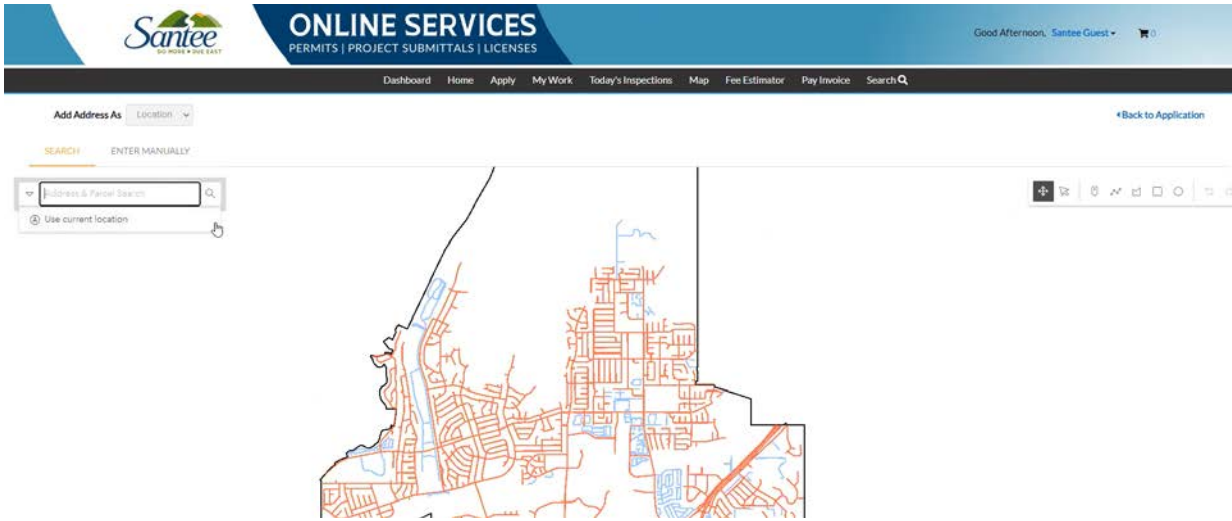 Santee
DO MORE • DUE EAST
ONLINE SERVICES
PERMITS | PROJECT SUBMITTALS | LICENSES
Good Afternoon, Santee Guest
0
Dashboard Home Apply My Work Today's Inspections Map Fee Estimator Pay Invoice Search
Add Address As Location
Back to Application
SEARCH ENTER MANUALLY
Address & Parcel Search
Use current location